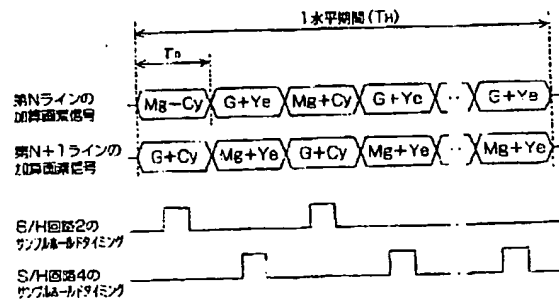 1水平期間(TH)
TD
第Nラインの
加算画素信号
Mg-Cy G+Ye Mg+Cy G+Ye ‥ G+Ye
第N+1ラインの
加算画素信号
G+Cy Mg+Ye G+Cy Mg+Ye ‥ Mg+Ye
S/H回路2の
サンプルホールドタイミング
S/H回路4の
サンプルホールドタイミング